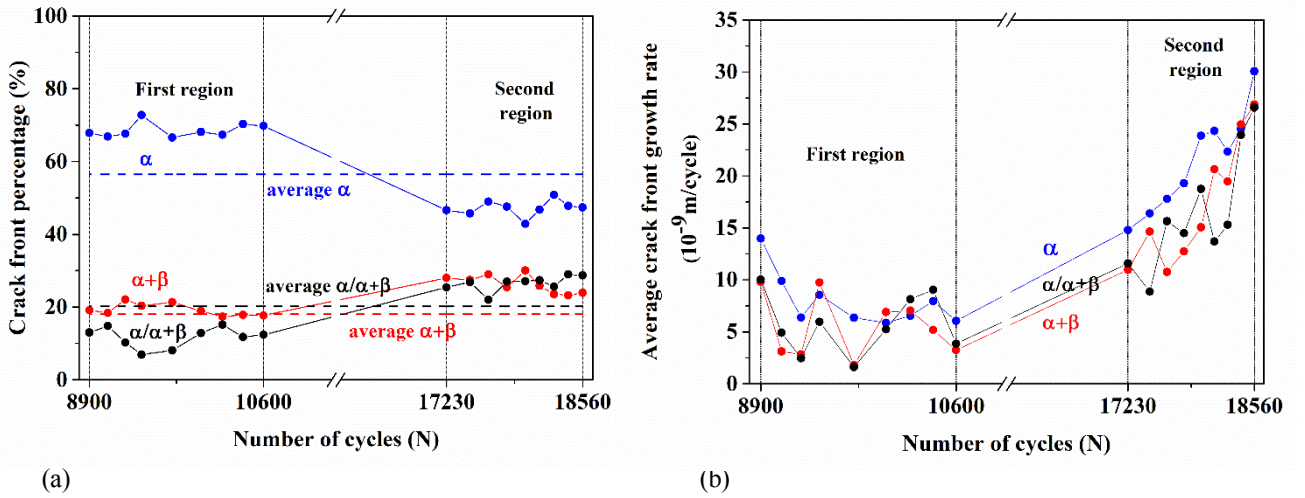 Crack front percentage (%)
100
80
60
40
20
0
First region
Second
region
α
average α
α+β
average α/α+β
α/α+β
average α+β
8900
10600
17230
18560
Number of cycles (N)
(a)
Average crack front growth rate
(10⁻⁹ m/cycle)
35
30
25
20
15
10
5
0
Second
region
First region
α
α/α+β
α+β
8900
10600
17230
18560
Number of cycles (N)
(b)